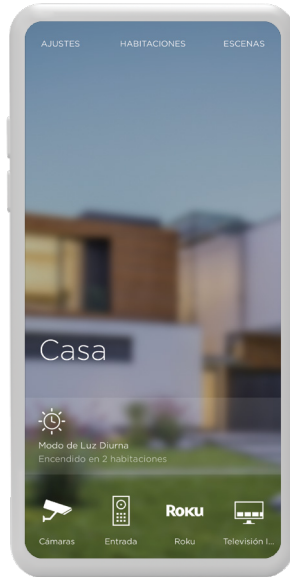 AJUSTES HABITACIONES ESCENAS
Casa
Modo de Luz Diurna
Encendido en 2 habitaciones
ROKU
Cámaras Entrada Roku Televisión I...